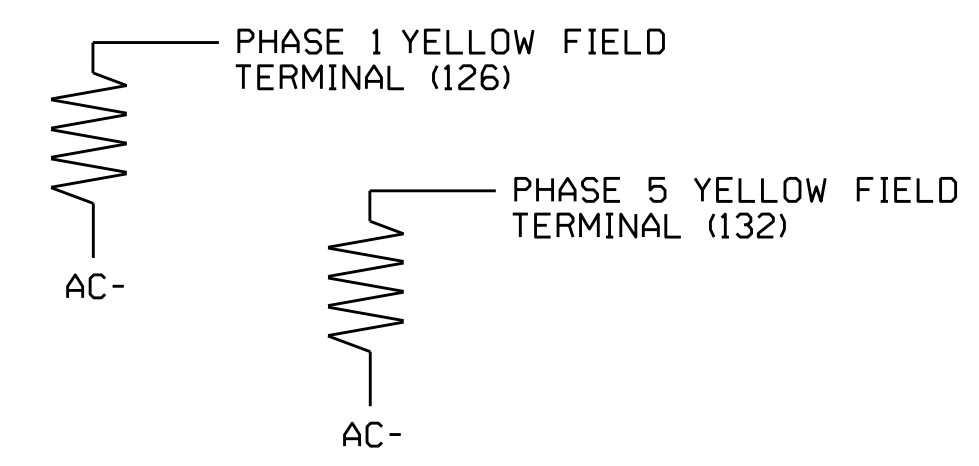 PHASE 1 YELLOW FIELD
TERMINAL (126)
AC-
PHASE 5 YELLOW FIELD
TERMINAL (132)
AC-